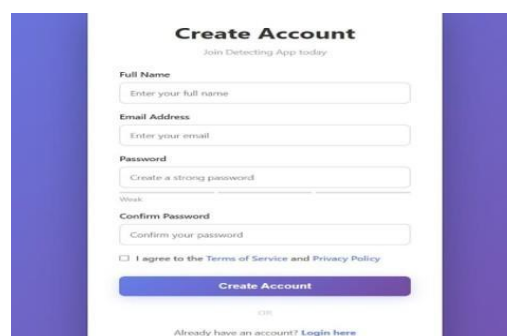 Create Account
Join Detecting App today
Full Name
Enter your full name
Email Address
Enter your email
Password
Create a strong password
Weak
Confirm Password
Confirm your password
I agree to the Terms of Service and Privacy Policy
Create Account
OR
Already have an account? Login here